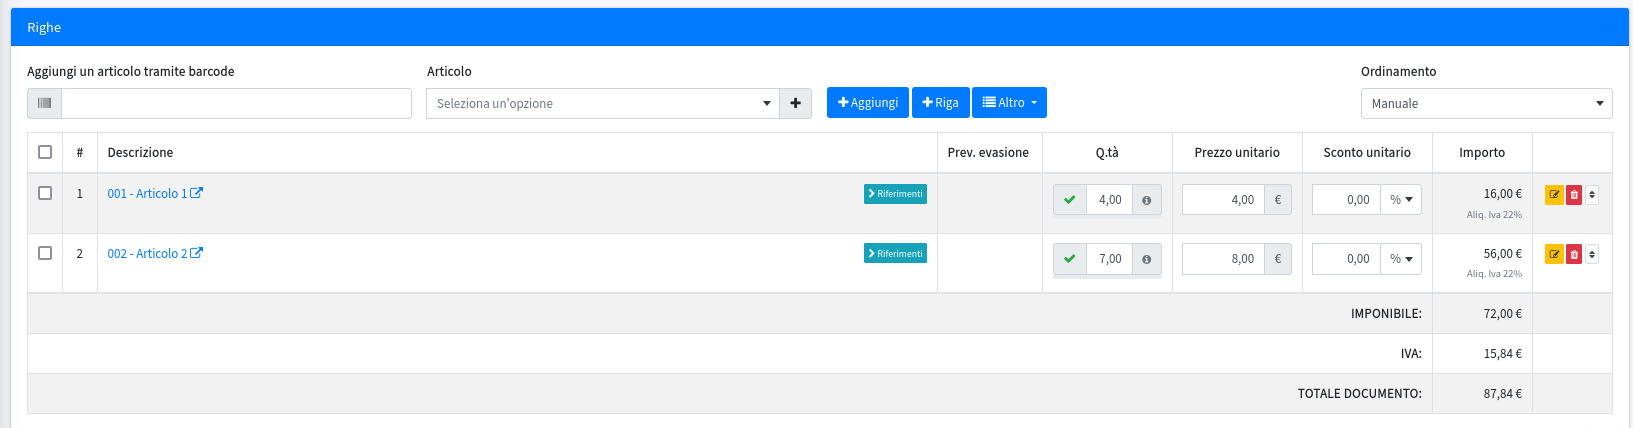 Righe
Aggiungi un articolo tramite barcode Articolo Ordinamento
Seleziona un'opzione Aggiungi Riga Altro Manuale
# Descrizione Prev. evasione Q.tà Prezzo unitario Sconto unitario Importo
1 001 - Articolo 1 Riferimenti 4,00 4,00 € 0,00 % 16,00 €
Aliq. Iva 22%
2 002 - Articolo 2 Riferimenti 7,00 8,00 € 0,00 % 56,00 €
Aliq. Iva 22%
IMPONIBILE: 72,00 €
IVA: 15,84 €
TOTALE DOCUMENTO: 87,84 €